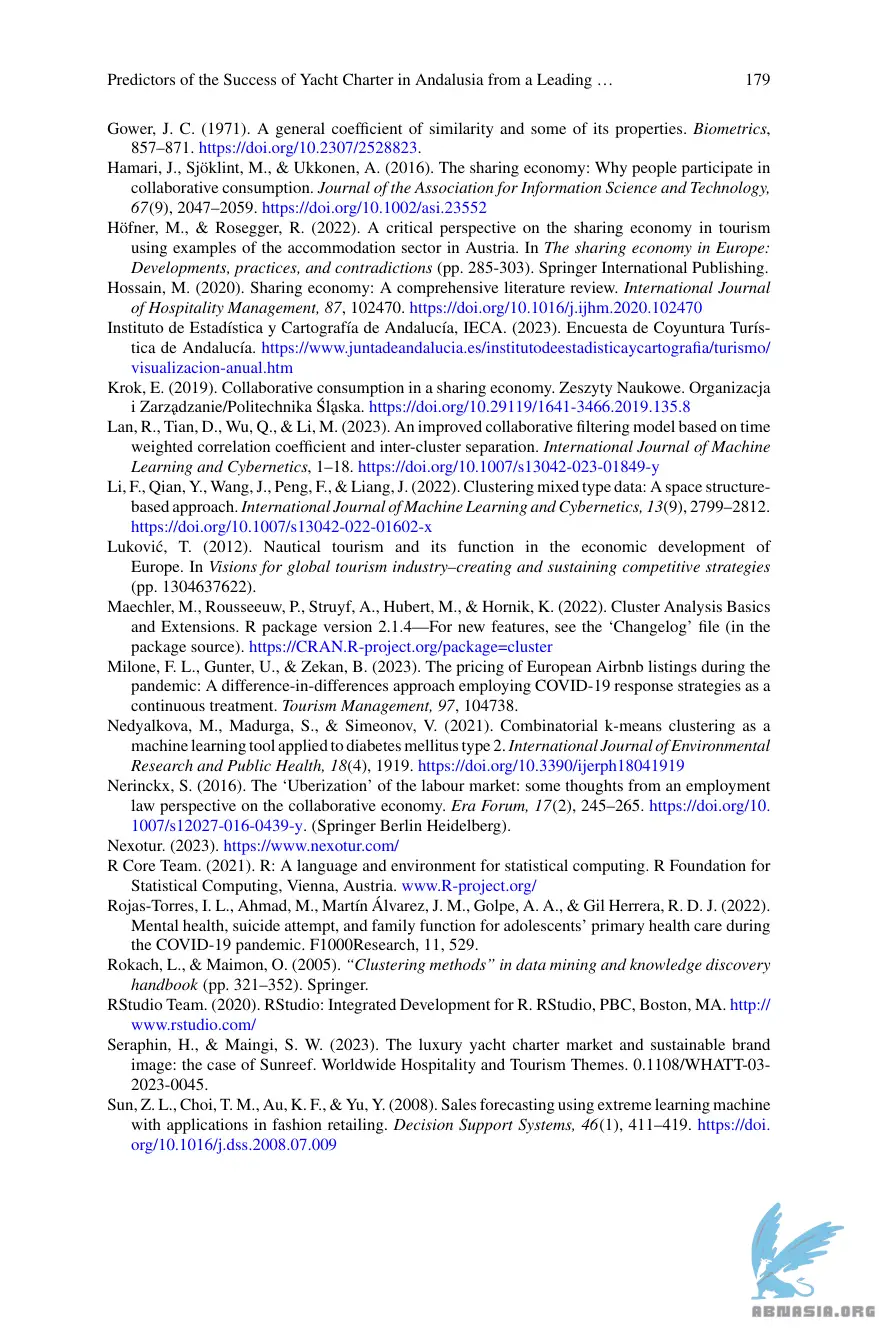 Predictors of the Success of Yacht Charter in Andalusia from a Leading … 179
Gower, J. C. (1971). A general coefficient of similarity and some of its properties. Biometrics,
857–871. https://doi.org/10.2307/2528823.
Hamari, J., Sjöklint, M., & Ukkonen, A. (2016). The sharing economy: Why people participate in
collaborative consumption. Journal of the Association for Information Science and Technology,
67(9), 2047–2059. https://doi.org/10.1002/asi.23552
Höfner, M., & Rosegger, R. (2022). A critical perspective on the sharing economy in tourism
using examples of the accommodation sector in Austria. In The sharing economy in Europe:
Developments, practices, and contradictions (pp. 285-303). Springer International Publishing.
Hossain, M. (2020). Sharing economy: A comprehensive literature review. International Journal
of Hospitality Management, 87, 102470. https://doi.org/10.1016/j.ijhm.2020.102470
Instituto de Estadística y Cartografía de Andalucía, IECA. (2023). Encuesta de Coyuntura Turís-
tica de Andalucía. https://www.juntadeandalucia.es/institutodeestadisticaycartografia/turismo/
visualizacion-anual.htm
Krok, E. (2019). Collaborative consumption in a sharing economy. Zeszyty Naukowe. Organizacja
i Zarządzanie/Politechnika Śląska. https://doi.org/10.29119/1641-3466.2019.135.8
Lan, R., Tian, D., Wu, Q., & Li, M. (2023). An improved collaborative filtering model based on time
weighted correlation coefficient and inter-cluster separation. International Journal of Machine
Learning and Cybernetics, 1–18. https://doi.org/10.1007/s13042-023-01849-y
Li, F., Qian, Y., Wang, J., Peng, F., & Liang, J. (2022). Clustering mixed type data: A space structure-
based approach. International Journal of Machine Learning and Cybernetics, 13(9), 2799–2812.
https://doi.org/10.1007/s13042-022-01602-x
Luković, T. (2012). Nautical tourism and its function in the economic development of
Europe. In Visions for global tourism industry–creating and sustaining competitive strategies
(pp. 1304637622).
Maechler, M., Rousseeuw, P., Struyf, A., Hubert, M., & Hornik, K. (2022). Cluster Analysis Basics
and Extensions. R package version 2.1.4—For new features, see the ‘Changelog’ file (in the
package source). https://CRAN.R-project.org/package=cluster
Milone, F. L., Gunter, U., & Zekan, B. (2023). The pricing of European Airbnb listings during the
pandemic: A difference-in-differences approach employing COVID-19 response strategies as a
continuous treatment. Tourism Management, 97, 104738.
Nedyalkova, M., Madurga, S., & Simeonov, V. (2021). Combinatorial k-means clustering as a
machine learning tool applied to diabetes mellitus type 2. International Journal of Environmental
Research and Public Health, 18(4), 1919. https://doi.org/10.3390/ijerph18041919
Nerinckx, S. (2016). The ‘Uberization’ of the labour market: some thoughts from an employment
law perspective on the collaborative economy. Era Forum, 17(2), 245–265. https://doi.org/10.
1007/s12027-016-0439-y. (Springer Berlin Heidelberg).
Nexotur. (2023). https://www.nexotur.com/
R Core Team. (2021). R: A language and environment for statistical computing. R Foundation for
Statistical Computing, Vienna, Austria. www.R-project.org/
Rojas-Torres, I. L., Ahmad, M., Martín Álvarez, J. M., Golpe, A. A., & Gil Herrera, R. D. J. (2022).
Mental health, suicide attempt, and family function for adolescents’ primary health care during
the COVID-19 pandemic. F1000Research, 11, 529.
Rokach, L., & Maimon, O. (2005). “Clustering methods” in data mining and knowledge discovery
handbook (pp. 321–352). Springer.
RStudio Team. (2020). RStudio: Integrated Development for R. RStudio, PBC, Boston, MA. http://
www.rstudio.com/
Seraphin, H., & Maingi, S. W. (2023). The luxury yacht charter market and sustainable brand
image: the case of Sunreef. Worldwide Hospitality and Tourism Themes. 0.1108/WHATT-03-
2023-0045.
Sun, Z. L., Choi, T. M., Au, K. F., & Yu, Y. (2008). Sales forecasting using extreme learning machine
with applications in fashion retailing. Decision Support Systems, 46(1), 411–419. https://doi.
org/10.1016/j.dss.2008.07.009
ABMASIA.ORG